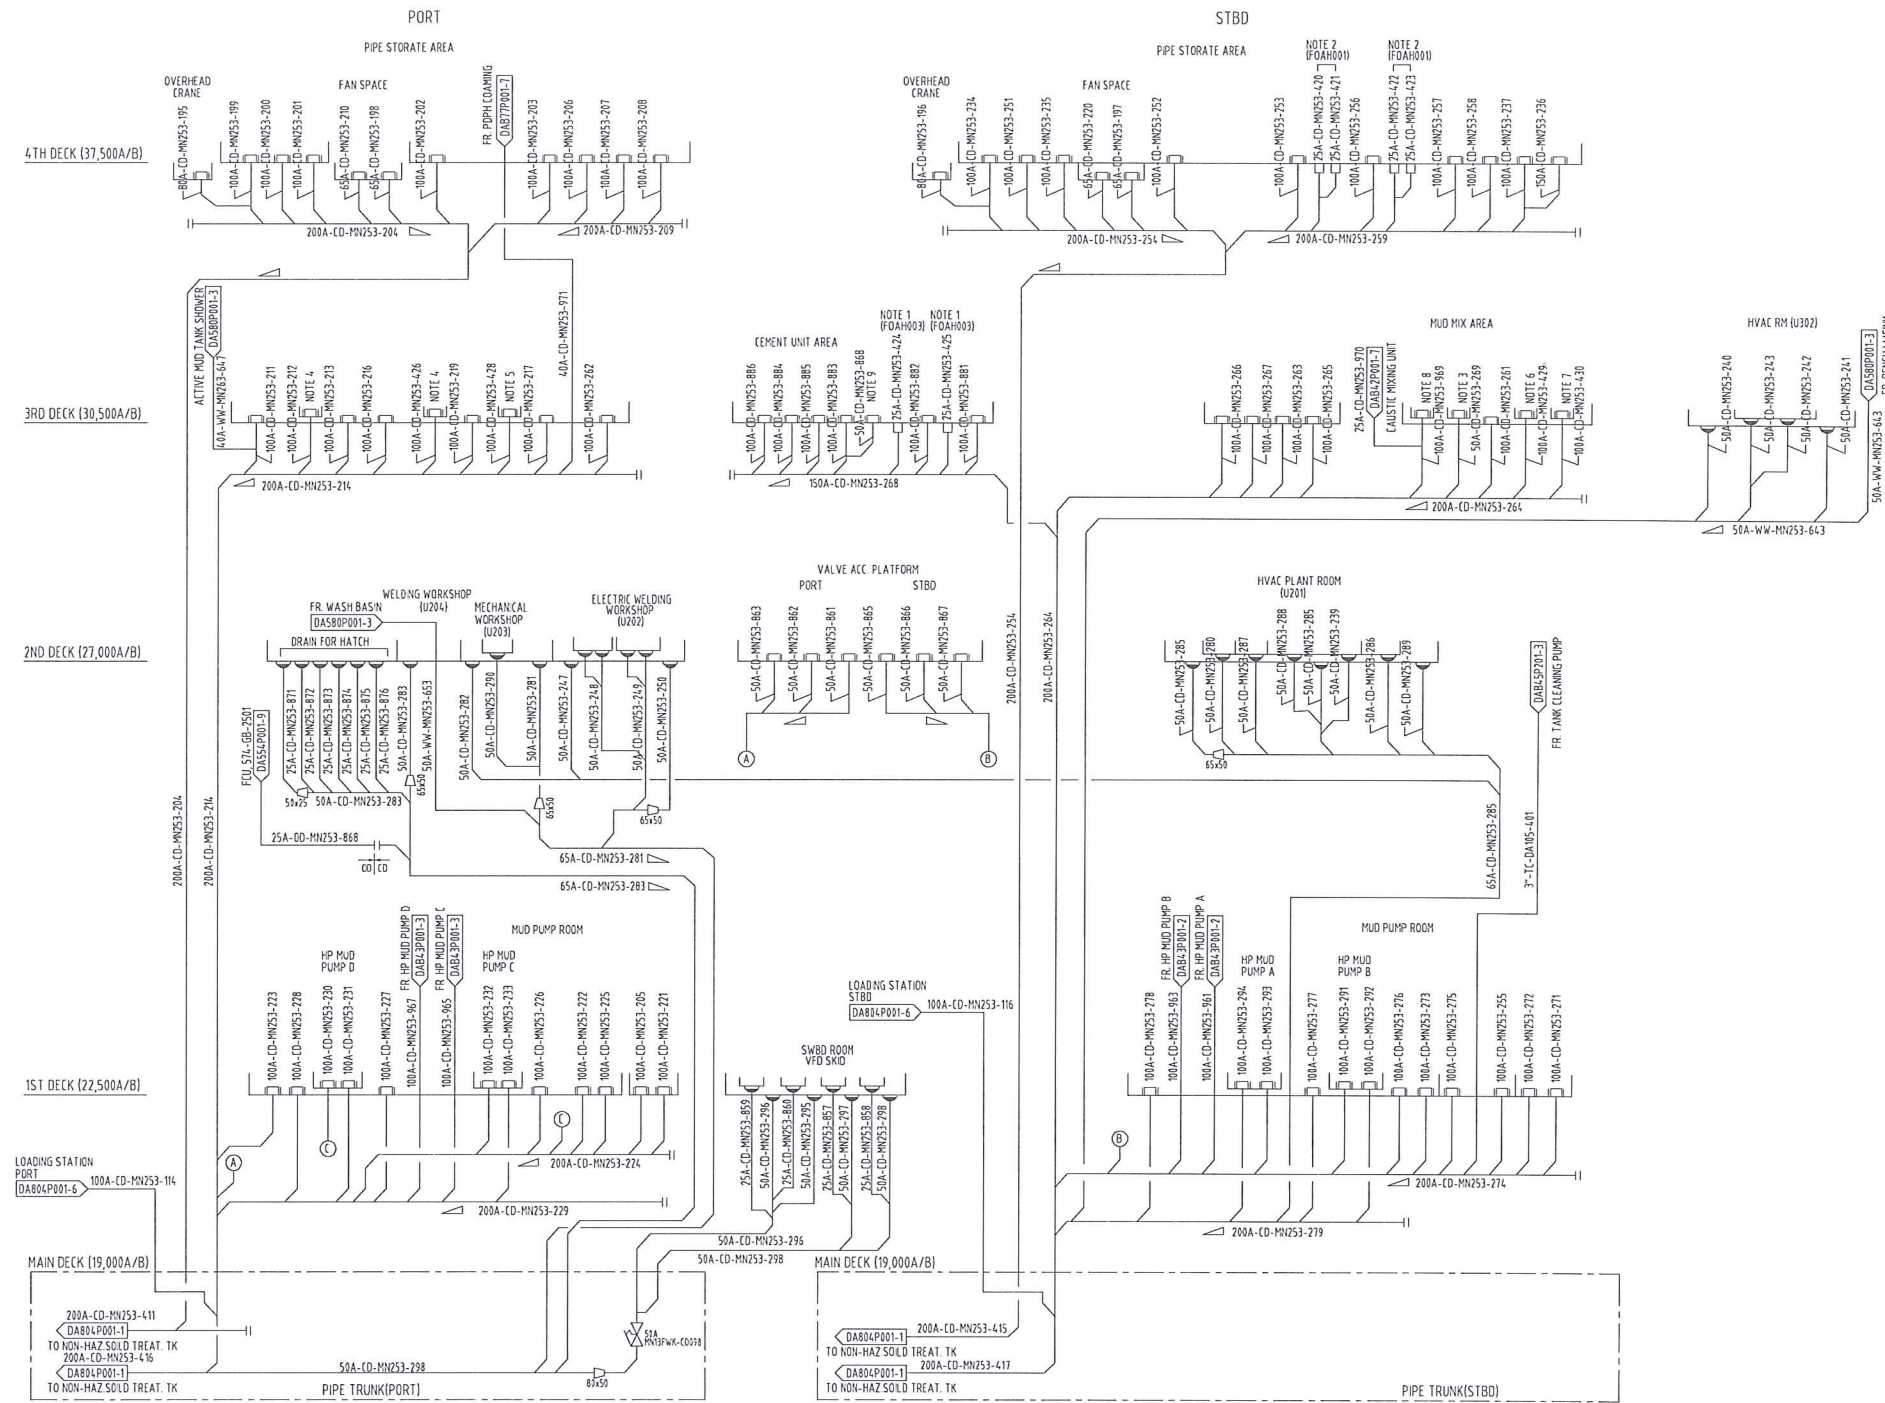 PORT
STBD
PIPE STORATE AREA
PIPE STORATE AREA
OVERHEAD
CRANE
FAN SPACE
FR. PDPH COAMING
DAB77P001-7
OVERHEAD
CRANE
FAN SPACE
NOTE 2
(FOAH001)
NOTE 2
(FOAH001)
4TH DECK (37,500A/B)
80A-CD-MN253-195
100A-CD-MN253-199
100A-CD-MN253-200
100A-CD-MN253-201
65A-CD-MN253-210
65A-CD-MN253-198
100A-CD-MN253-202
100A-CD-MN253-203
100A-CD-MN253-206
100A-CD-MN253-207
100A-CD-MN253-208
80A-CD-MN253-196
100A-CD-MN253-234
100A-CD-MN253-251
100A-CD-MN253-235
65A-CD-MN253-220
65A-CD-MN253-197
100A-CD-MN253-252
100A-CD-MN253-253
25A-CD-MN253-420
25A-CD-MN253-421
100A-CD-MN253-256
25A-CD-MN253-422
25A-CD-MN253-423
100A-CD-MN253-257
100A-CD-MN253-258
100A-CD-MN253-237
150A-CD-MN253-236
200A-CD-MN253-204
200A-CD-MN253-209
200A-CD-MN253-254
200A-CD-MN253-259
ACTIVE MUD TANK SHOWER
DA580P001-3
40A-WW-MN263-647
40A-CD-MN253-971
CEMENT UNIT AREA
NOTE 1
(FOAH003)
NOTE 1
(FOAH003)
MUD MIX AREA
HVAC RM (U302)
3RD DECK (30,500A/B)
100A-CD-MN253-211
100A-CD-MN253-212
NOTE 4
100A-CD-MN253-213
100A-CD-MN253-216
100A-CD-MN253-426
NOTE 4
100A-CD-MN253-219
100A-CD-MN253-428
NOTE 5
100A-CD-MN253-217
100A-CD-MN253-262
100A-CD-MN253-886
100A-CD-MN253-884
100A-CD-MN253-885
100A-CD-MN253-883
50A-CD-MN253-868
NOTE 9
25A-CD-MN253-424
100A-CD-MN253-882
25A-CD-MN253-425
100A-CD-MN253-881
100A-CD-MN253-266
100A-CD-MN253-267
100A-CD-MN253-263
100A-CD-MN253-265
25A-CD-MN253-970
DAB42P001-7
CAUSTIC MIXING UNIT
NOTE 8
100A-CD-MN253-969
NOTE 3
50A-CD-MN253-269
100A-CD-MN253-261
NOTE 6
100A-CD-MN253-429
NOTE 7
100A-CD-MN253-430
50A-CD-MN253-240
50A-CD-MN253-243
50A-CD-MN253-242
50A-CD-MN253-241
DA580P001-3
50A-WW-MN253-643
200A-CD-MN253-214
150A-CD-MN253-268
200A-CD-MN253-264
50A-WW-MN253-643
FR. WASH BASIN
DA580P001-3
WELDING WORKSHOP
(U204)
MECHANICAL
WORKSHOP
(U203)
ELECTRIC WELDING
WORKSHOP
(U202)
VALVE ACC. PLATFORM
PORT
STBD
HVAC PLANT ROOM
(U201)
DRAIN FOR HATCH
2ND DECK (27,000A/B)
FCU, 574-GB-2501
DA554P001-9
25A-CD-MN253-871
25A-CD-MN253-872
25A-CD-MN253-873
25A-CD-MN253-874
25A-CD-MN253-875
25A-CD-MN253-876
50A-CD-MN253-283
50A-WW-MN253-653
50A-CD-MN253-282
50A-CD-MN253-290
50A-CD-MN253-281
50A-CD-MN253-247
50A-CD-MN253-248
50A-CD-MN253-249
50A-CD-MN253-250
50A-CD-MN253-863
50A-CD-MN253-862
50A-CD-MN253-861
50A-CD-MN253-865
50A-CD-MN253-866
50A-CD-MN253-867
200A-CD-MN253-254
200A-CD-MN253-264
50A-CD-MN253-285
50A-CD-MN253-280
50A-CD-MN253-287
50A-CD-MN253-288
50A-CD-MN253-285
50A-CD-MN253-239
50A-CD-MN253-286
50A-CD-MN253-289
DAB45P201-3
FR. TANK CLEANING PUMP
A
B
65x50
50x25
50A-CD-MN253-283
65x50
65x50
65x50
25A-OD-MN253-868
OD
CD
65A-CD-MN253-281
65A-CD-MN253-283
65A-CD-MN253-285
3"-TC-DA105-401
200A-CD-MN253-204
200A-CD-MN253-214
HP MUD
PUMP D
FR. HP MUD PUMP D
DAB43P001-3
FR. HP MUD PUMP C
DAB43P001-3
HP MUD
PUMP C
MUD PUMP ROOM
LOADING STATION
STBD
DA804P001-6
100A-CD-MN253-116
FR. HP MUD PUMP B
DAB43P001-2
FR. HP MUD PUMP A
DAB43P001-2
HP MUD
PUMP A
HP MUD
PUMP B
MUD PUMP ROOM
SWBD ROOM
VFD SKID
1ST DECK (22,500A/B)
100A-CD-MN253-223
100A-CD-MN253-228
100A-CD-MN253-230
100A-CD-MN253-231
100A-CD-MN253-227
100A-CD-MN253-967
100A-CD-MN253-965
100A-CD-MN253-232
100A-CD-MN253-233
100A-CD-MN253-226
100A-CD-MN253-222
100A-CD-MN253-225
100A-CD-MN253-205
100A-CD-MN253-221
25A-CD-MN253-859
50A-CD-MN253-296
25A-CD-MN253-860
50A-CD-MN253-295
25A-CD-MN253-857
50A-CD-MN253-297
25A-CD-MN253-858
50A-CD-MN253-298
100A-CD-MN253-278
100A-CD-MN253-963
100A-CD-MN253-961
100A-CD-MN253-294
100A-CD-MN253-293
100A-CD-MN253-277
100A-CD-MN253-291
100A-CD-MN253-292
100A-CD-MN253-276
100A-CD-MN253-273
100A-CD-MN253-275
100A-CD-MN253-255
100A-CD-MN253-272
100A-CD-MN253-271
C
C
A
B
LOADING STATION
PORT
DA804P001-6
100A-CD-MN253-114
200A-CD-MN253-224
200A-CD-MN253-229
200A-CD-MN253-274
200A-CD-MN253-279
50A-CD-MN253-296
50A-CD-MN253-298
MAIN DECK (19,000A/B)
MAIN DECK (19,000A/B)
200A-CD-MN253-411
DA804P001-1
TO NON-HAZ.SOILD TREAT. TK
200A-CD-MN253-416
DA804P001-1
TO NON-HAZ.SOILD TREAT. TK
50A-CD-MN253-298
80x50
50A
MN13FWK-CD098
PIPE TRUNK(PORT)
200A-CD-MN253-415
DA804P001-1
TO NON-HAZ.SOILD TREAT. TK
200A-CD-MN253-417
DA804P001-1
TO NON-HAZ.SOILD TREAT. TK
PIPE TRUNK(STBD)